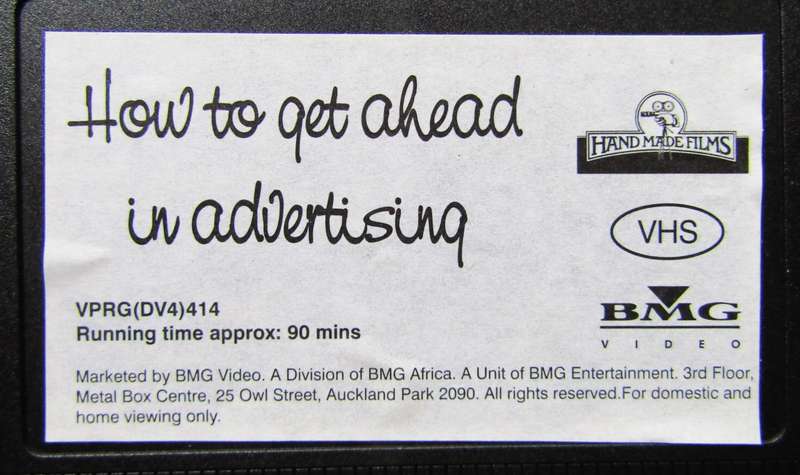 How to get ahead
in advertising
HANDMADE FILMS
VHS
BMG
VIDEO
VPRG(DV4)414
Running time approx: 90 mins
Marketed by BMG Video. A Division of BMG Africa. A Unit of BMG Entertainment. 3rd Floor,
Metal Box Centre, 25 Owl Street, Auckland Park 2090. All rights reserved.For domestic and
home viewing only.